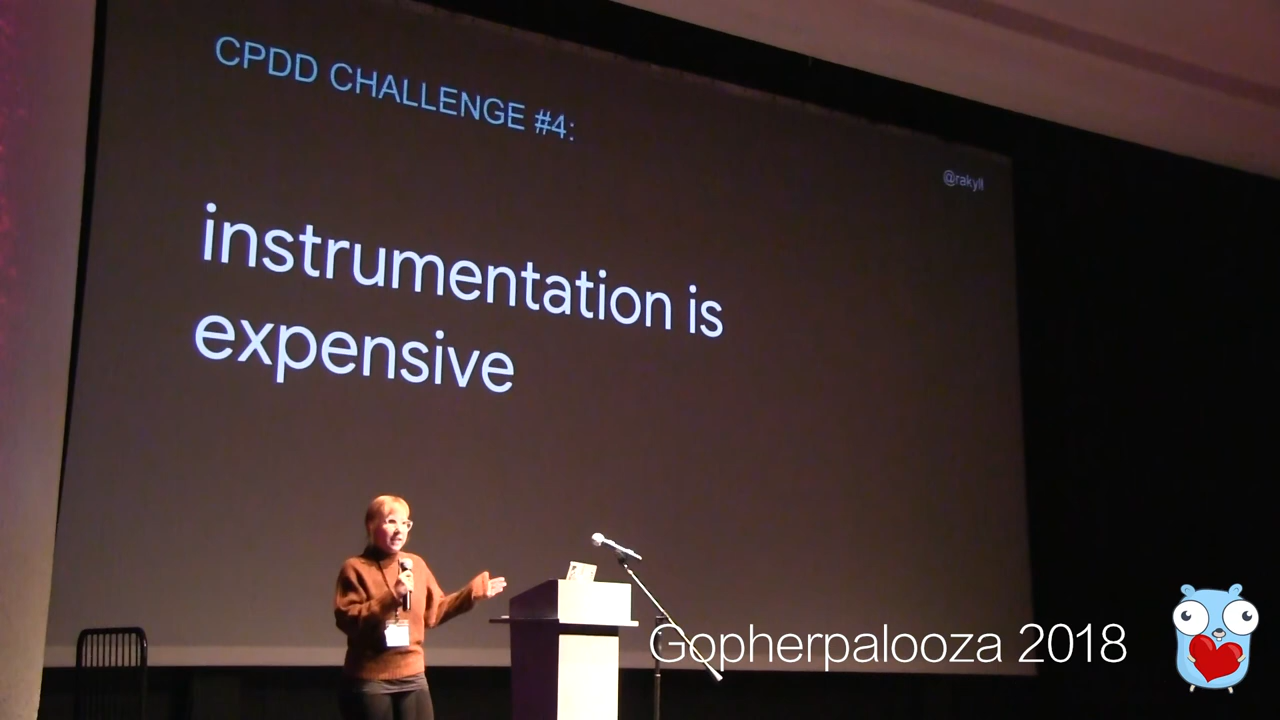 CPDD CHALLENGE #4:
@rakyll
instrumentation is
expensive
Gopherpalooza 2018